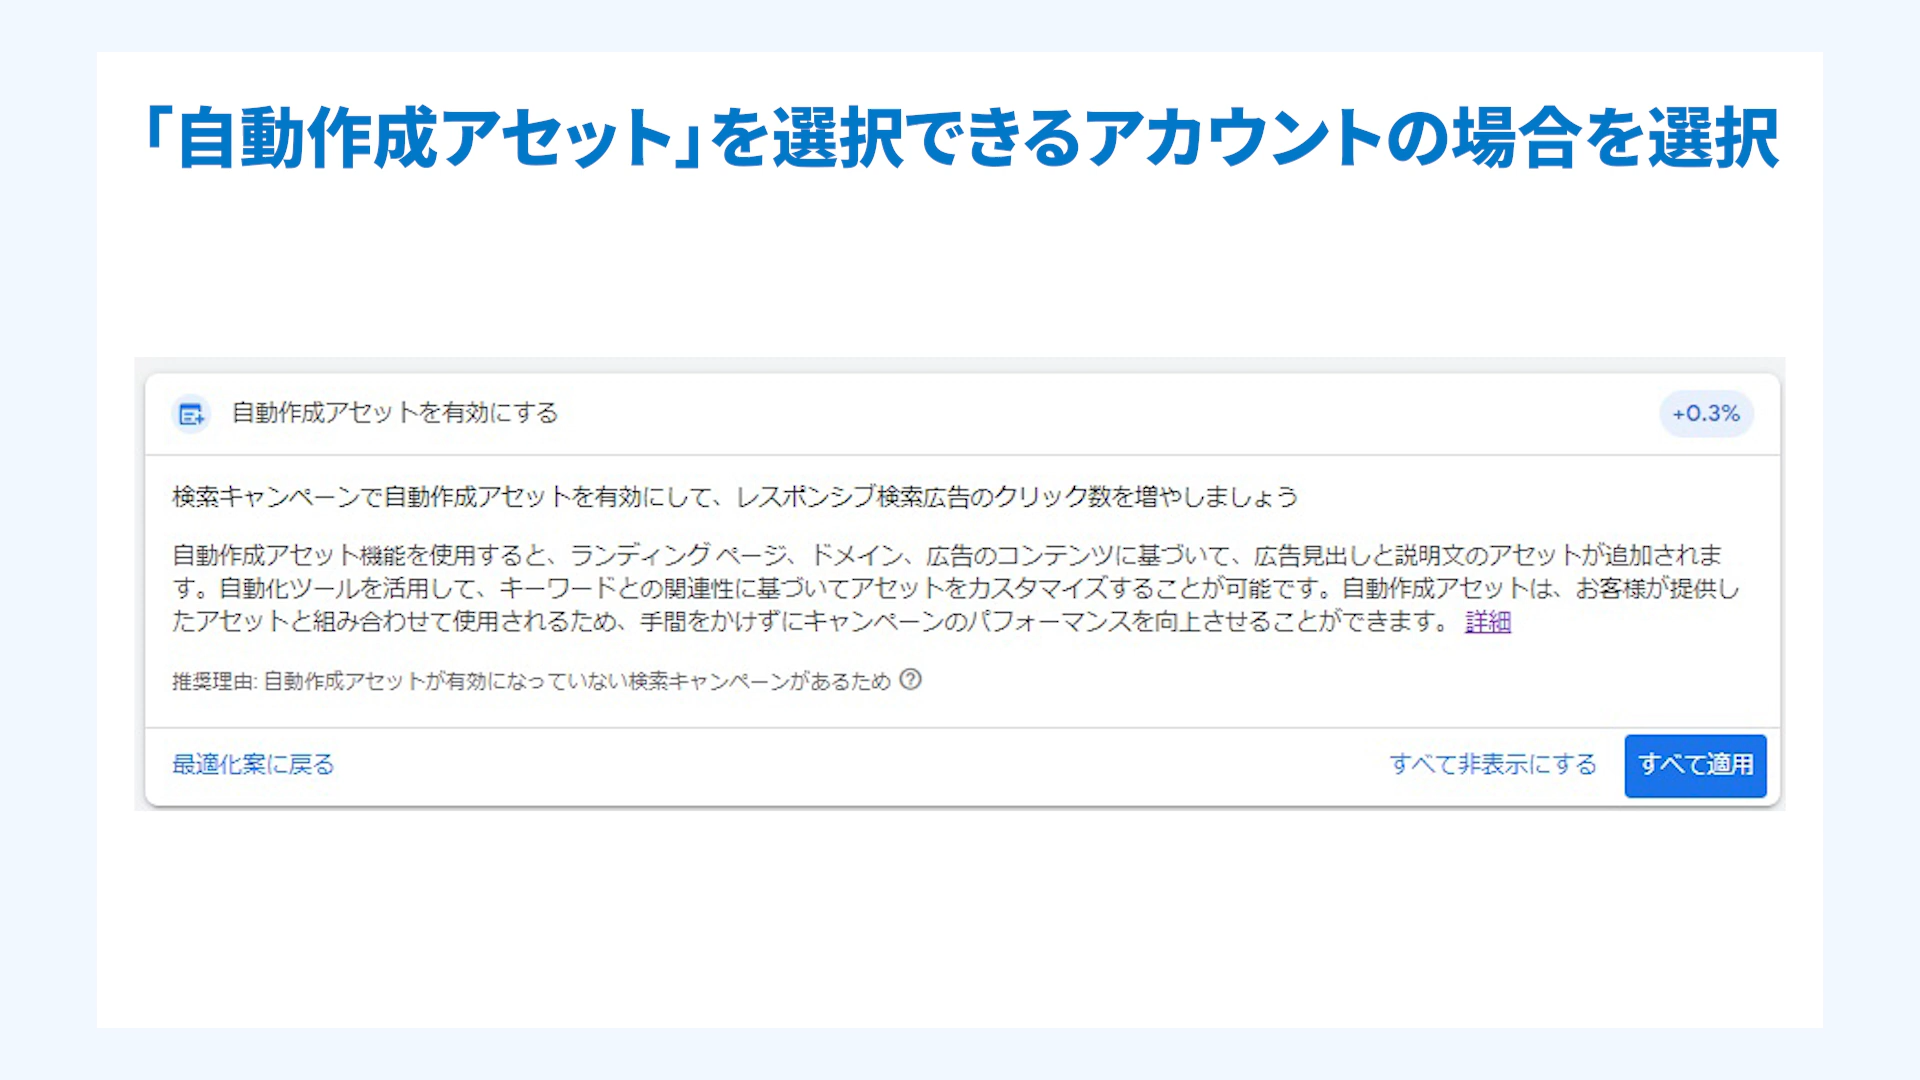 「自動作成アセット」を選択できるアカウントの場合を選択
自動作成アセットを有効にする
+0.3%
検索キャンペーンで自動作成アセットを有効にして、レスポンシブ検索広告のクリック数を増やしましょう
自動作成アセット機能を使用すると、ランディング ページ、ドメイン、広告のコンテンツに基づいて、広告見出しと説明文のアセットが追加されま
す。自動化ツールを活用して、キーワードとの関連性に基づいてアセットをカスタマイズすることが可能です。自動作成アセットは、お客様が提供し
たアセットと組み合わせて使用されるため、手間をかけずにキャンペーンのパフォーマンスを向上させることができます。 詳細
推奨理由: 自動作成アセットが有効になっていない検索キャンペーンがあるため ?
最適化案に戻る
すべて非表示にする
すべて適用